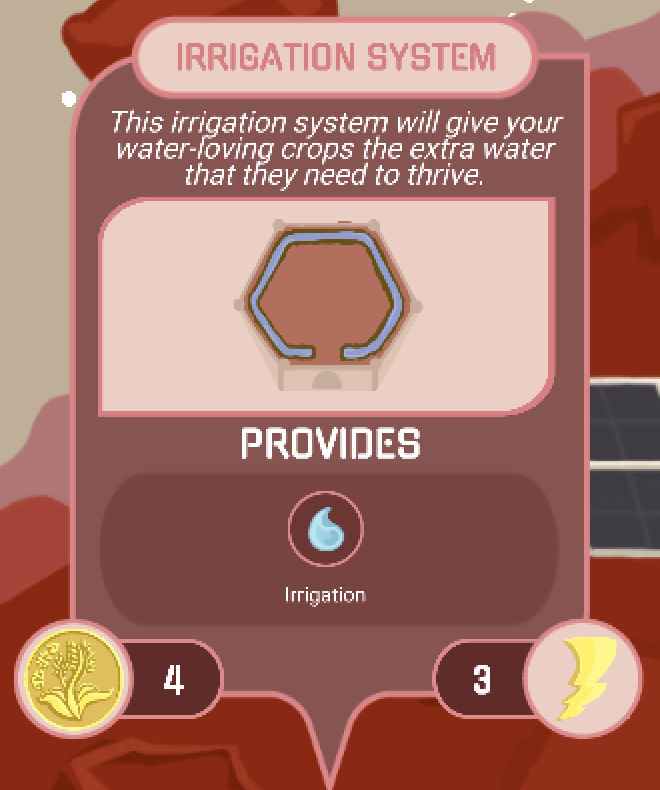 IRRIGATION SYSTEM
This irrigation system will give your
water-loving crops the extra water
that they need to thrive.
PROVIDES
Irrigation
4
3